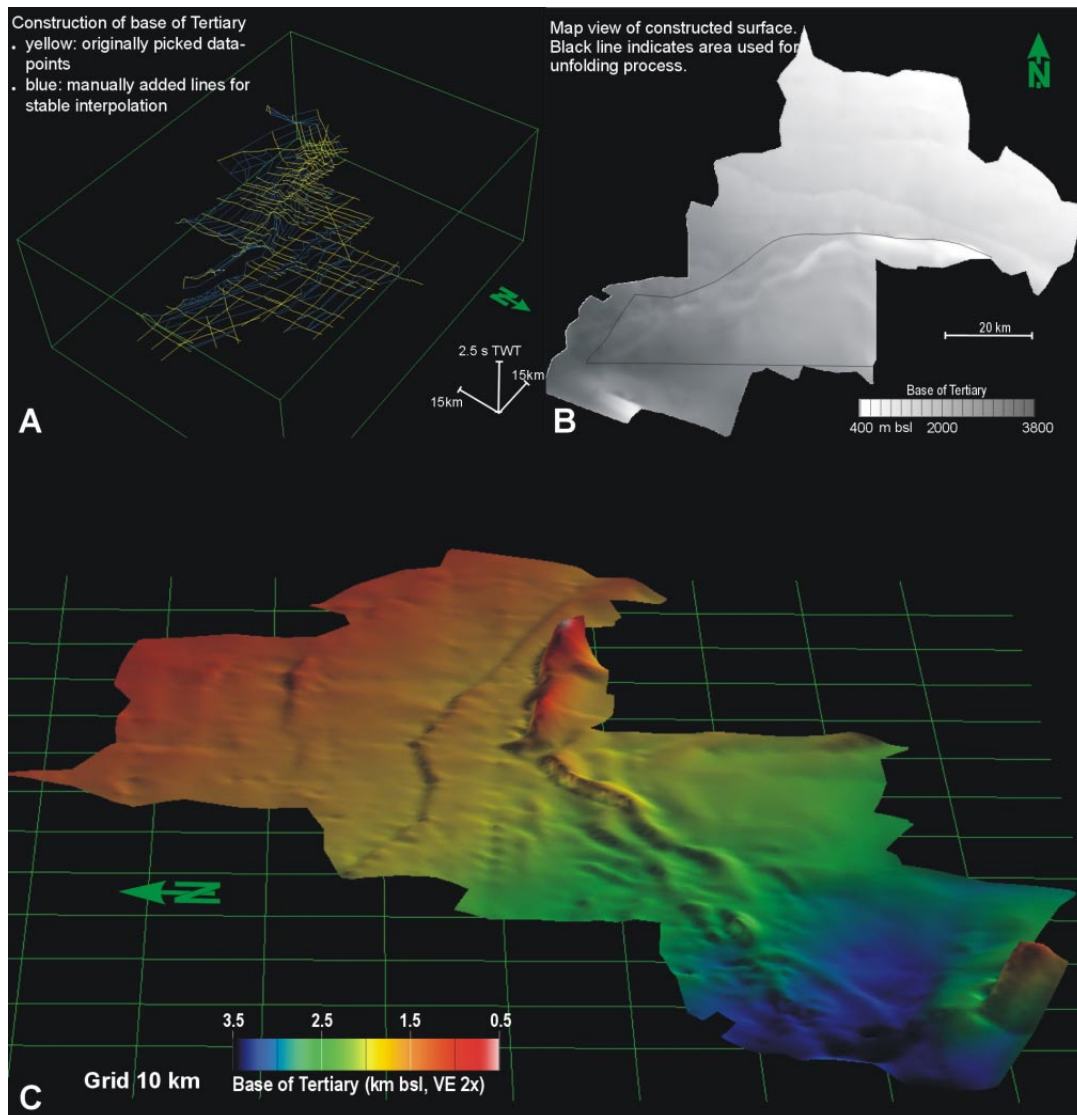 Construction of base of Tertiary
• yellow: originally picked data-
points
• blue: manually added lines for
stable interpolation
N
2.5 s TWT
15km
15km
A
Map view of constructed surface.
Black line indicates area used for
unfolding process.
N
20 km
Base of Tertiary
400 m bsl 2000 3800
B
N
3.5 2.5 1.5 0.5
Grid 10 km
Base of Tertiary (km bsl, VE 2x)
C